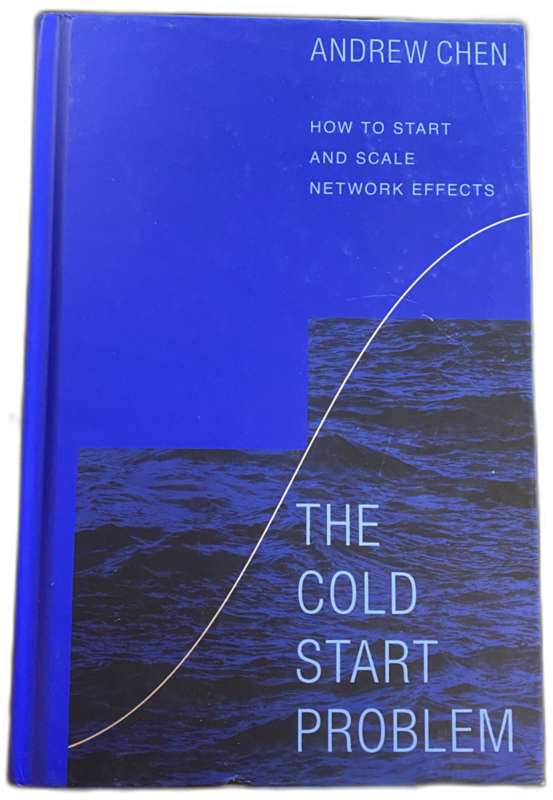 ANDREW CHEN
HOW TO START
AND SCALE
NETWORK EFFECTS
THE
COLD
START
PROBLEM